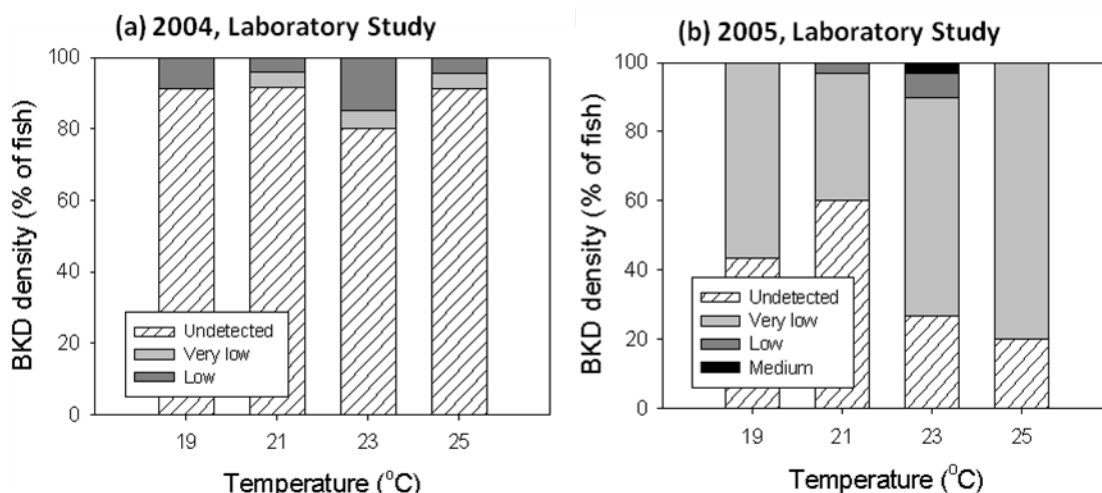 (a) 2004, Laboratory Study
BKD density (% of fish)
100
80
60
40
20
0
Undetected
Very low
Low
19 21 23 25
Temperature (°C)
(b) 2005, Laboratory Study
BKD density (% of fish)
100
80
60
40
20
0
Undetected
Very low
Low
Medium
19 21 23 25
Temperature (°C)